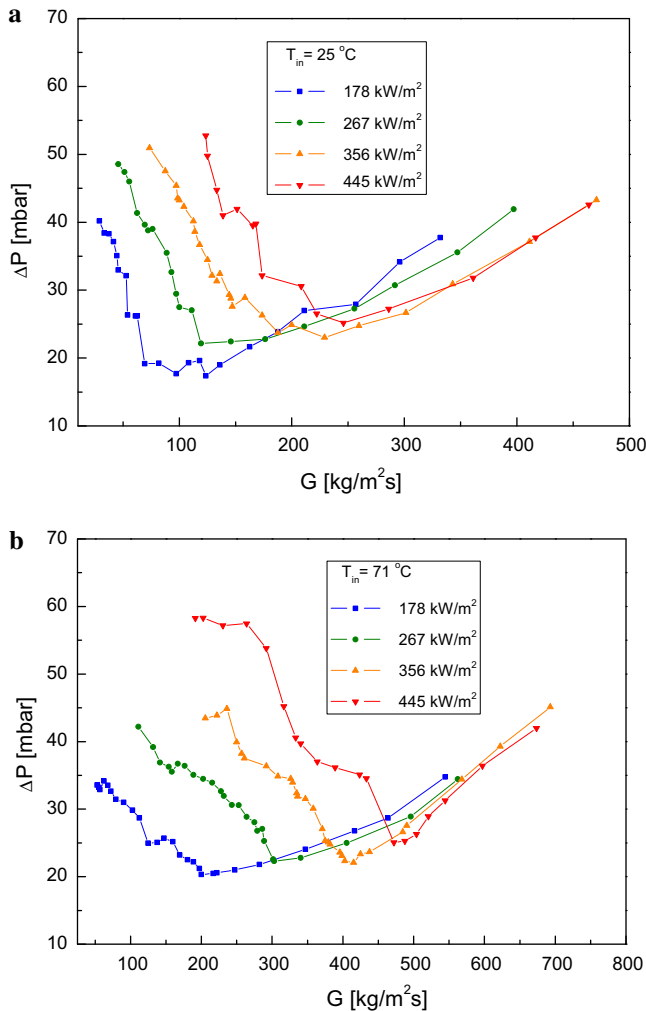 a
T_in = 25 °C
178 kW/m²
267 kW/m²
356 kW/m²
445 kW/m²
70
60
50
40
30
20
10
ΔP [mbar]
100 200 300 400 500
G [kg/m²s]
b
T_in = 71 °C
178 kW/m²
267 kW/m²
356 kW/m²
445 kW/m²
70
60
50
40
30
20
10
ΔP [mbar]
100 200 300 400 500 600 700 800
G [kg/m²s]